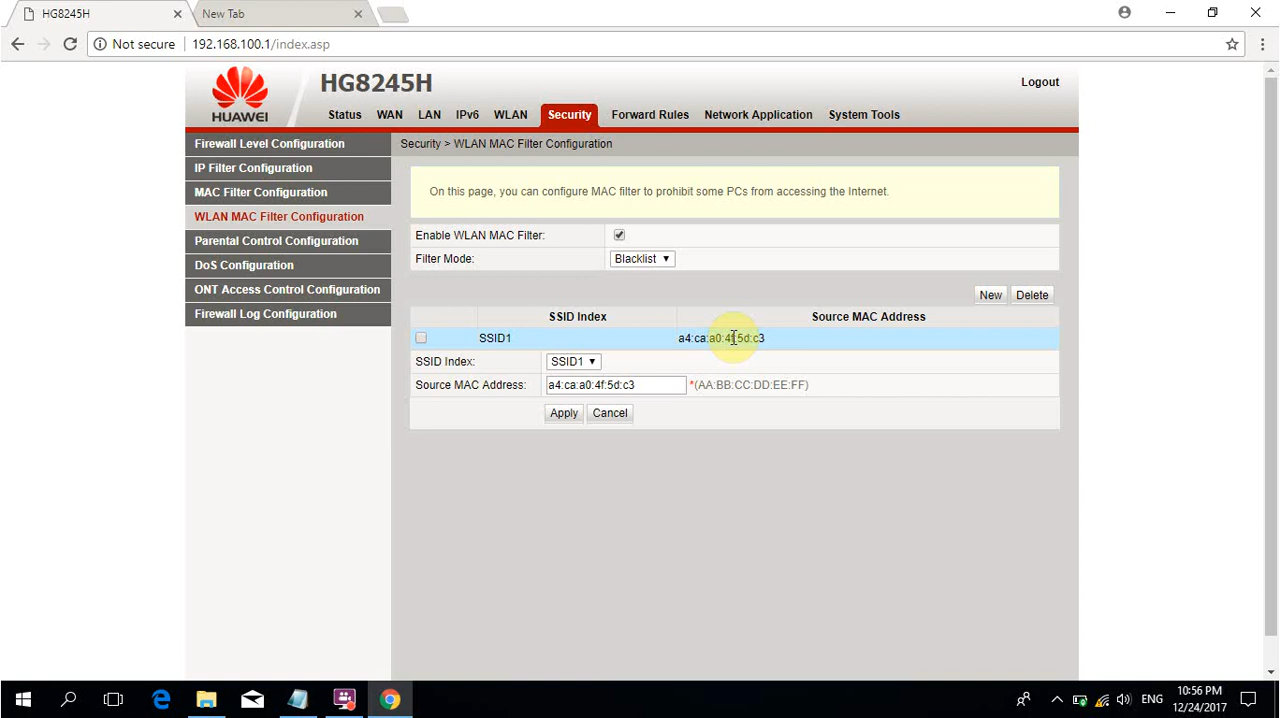 HG8245H
New Tab
Not secure
192.168.100.1/index.asp
HUAWEI
HG8245H
Logout
Status WAN LAN IPv6 WLAN Security Forward Rules Network Application System Tools
Firewall Level Configuration
IP Filter Configuration
MAC Filter Configuration
WLAN MAC Filter Configuration
Parental Control Configuration
DoS Configuration
ONT Access Control Configuration
Firewall Log Configuration
Security > WLAN MAC Filter Configuration
On this page, you can configure MAC filter to prohibit some PCs from accessing the Internet.
Enable WLAN MAC Filter:
Filter Mode: Blacklist
New Delete
SSID Index Source MAC Address
SSID1 a4:ca:a0:4f:5d:c3
SSID Index: SSID1
Source MAC Address: a4:ca:a0:4f:5d:c3 *(AA:BB:CC:DD:EE:FF)
Apply Cancel
ENG
10:56 PM
12/24/2017